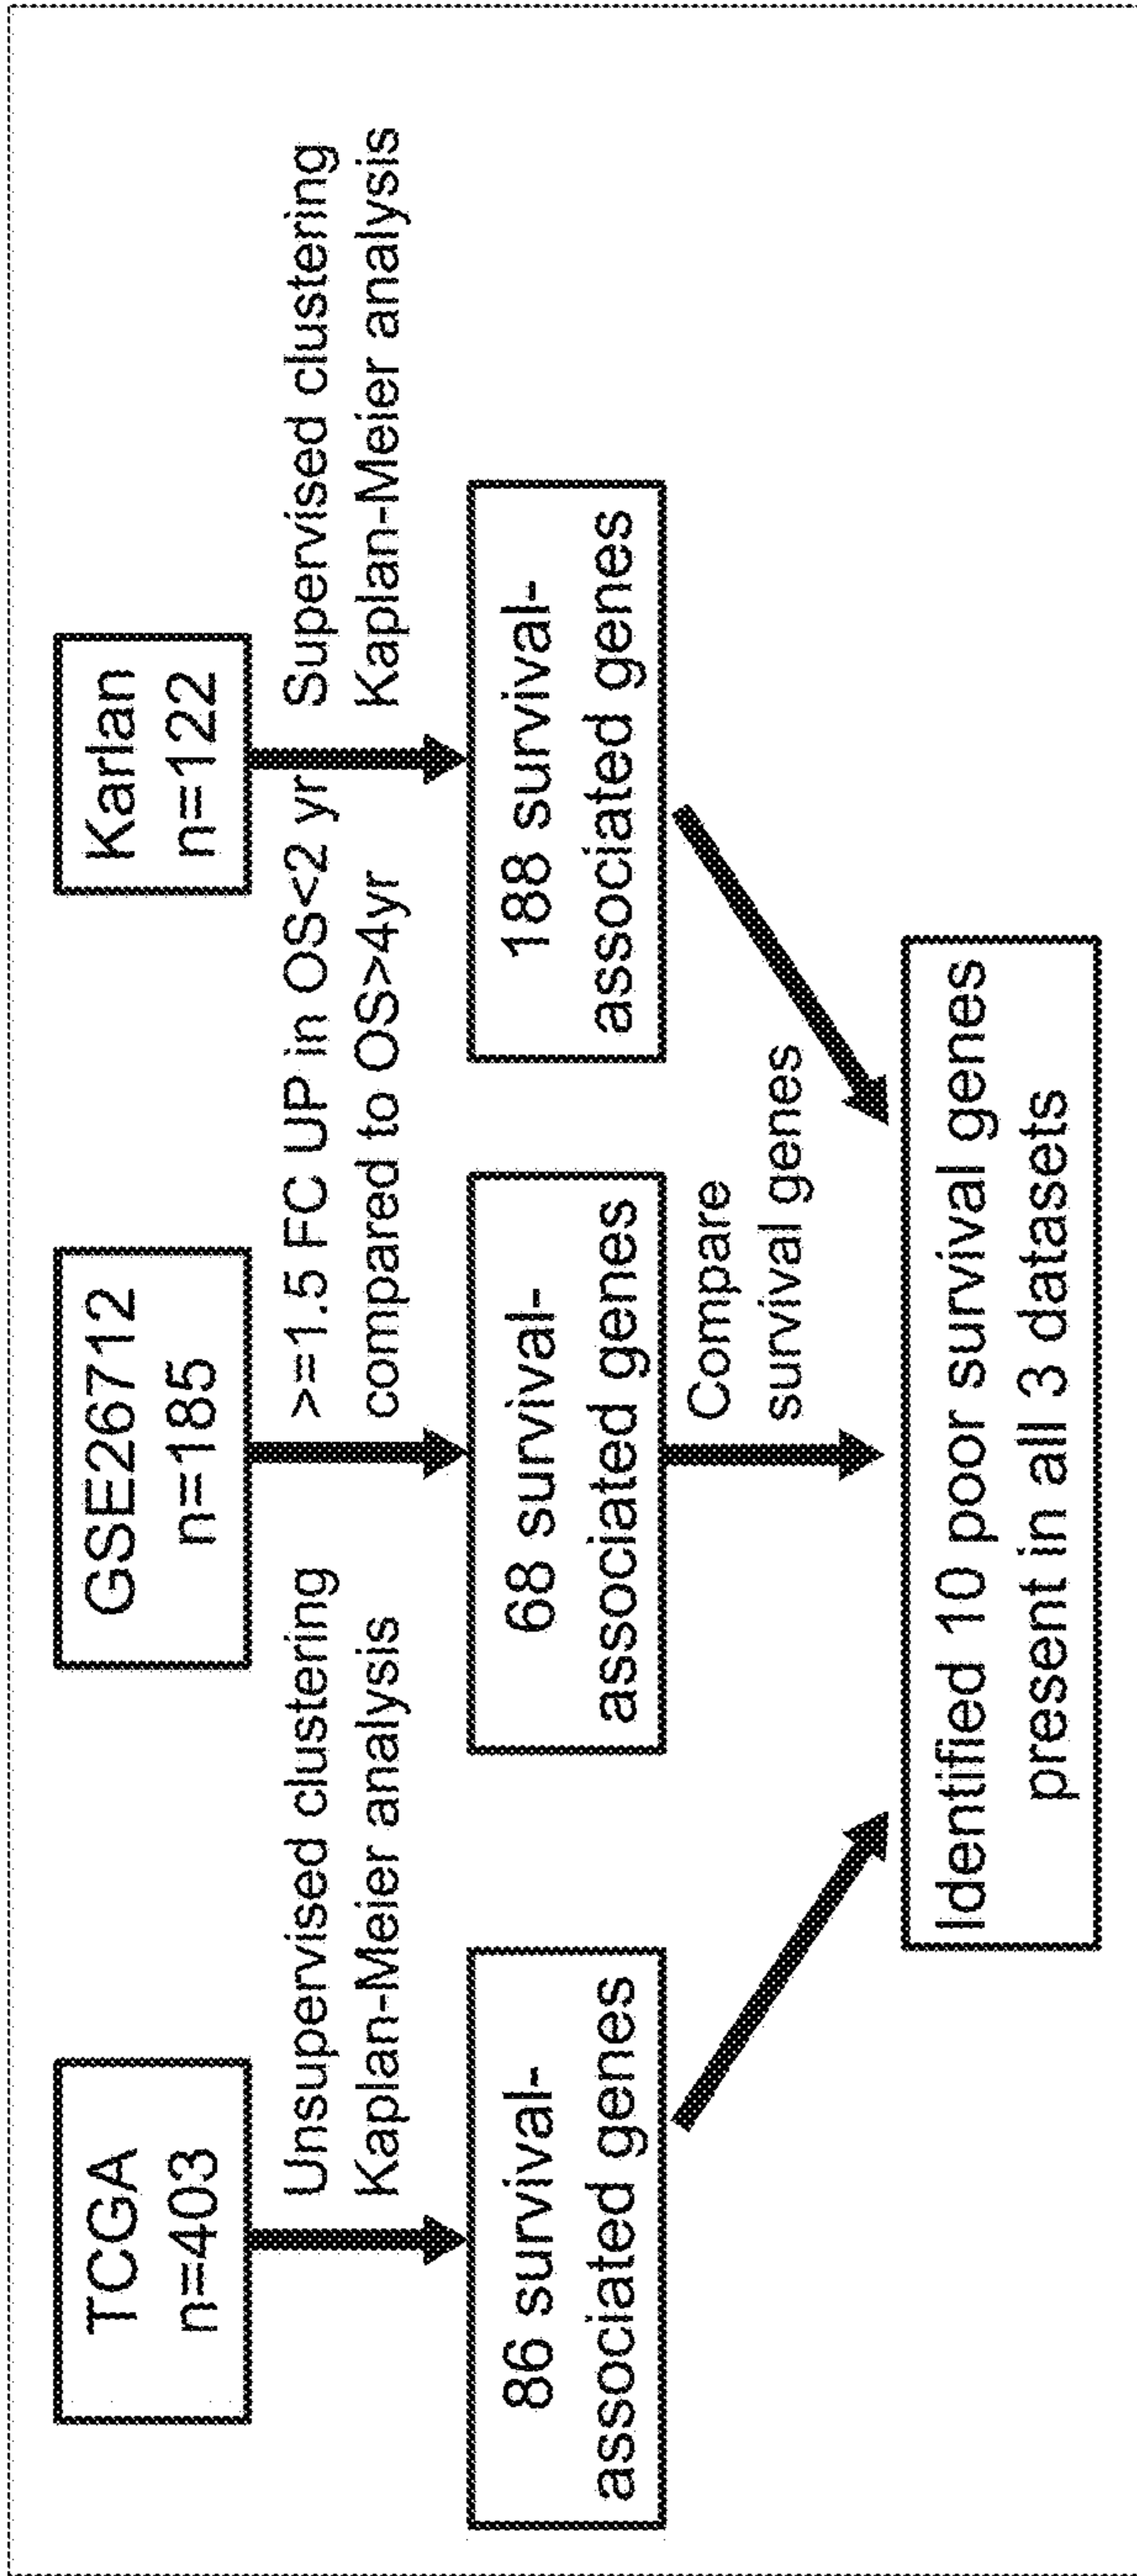 TCGA
n=403
GSE26712
n=185
Karlan
n=122
Unsupervised clustering
Kaplan-Meier analysis
>=1.5 FC UP in OS<2 yr
compared to OS>4yr
Supervised clustering
Kaplan-Meier analysis
86 survival-
associated genes
68 survival-
associated genes
188 survival-
associated genes
Compare
survival genes
Identified 10 poor survival genes
present in all 3 datasets